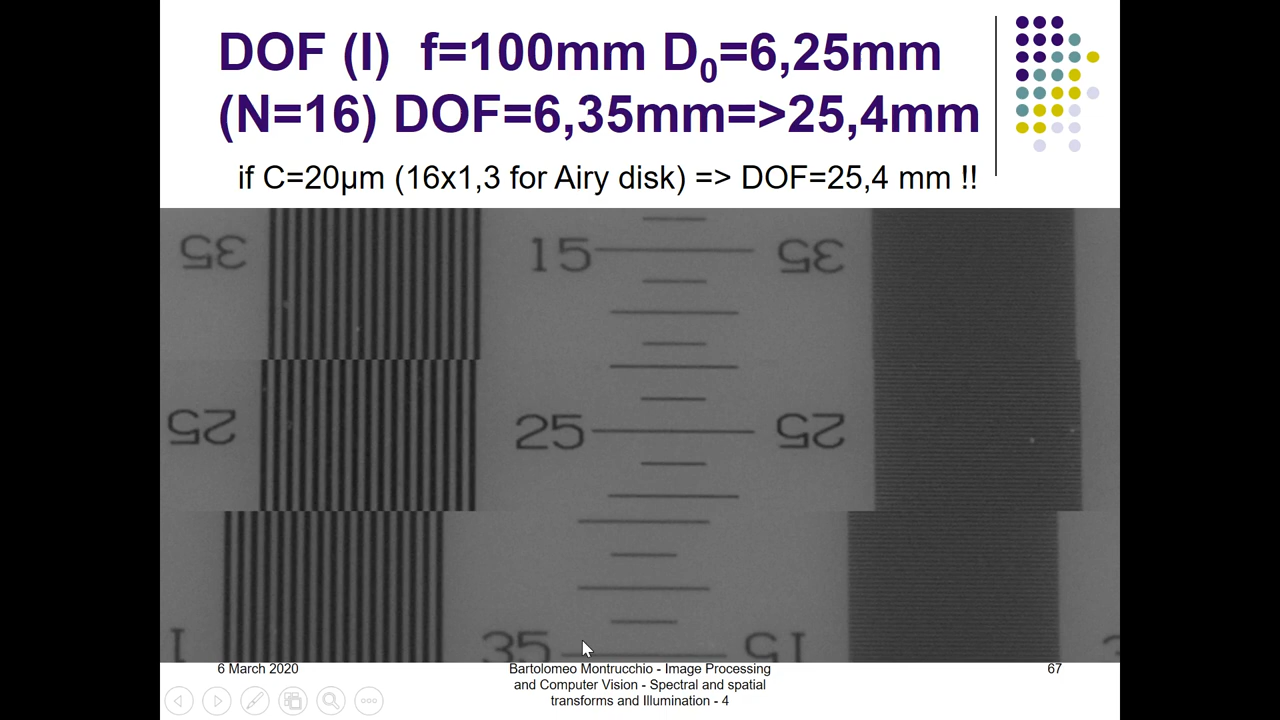 DOF (I) f=100mm D₀=6,25mm
(N=16) DOF=6,35mm=>25,4mm
if C=20µm (16x1,3 for Airy disk) => DOF=25,4 mm !!
35 15 35
25 25 25
1 35 15
6 March 2020
Bartolomeo Montrucchio - Image Processing
and Computer Vision - Spectral and spatial
transforms and Illumination - 4
67